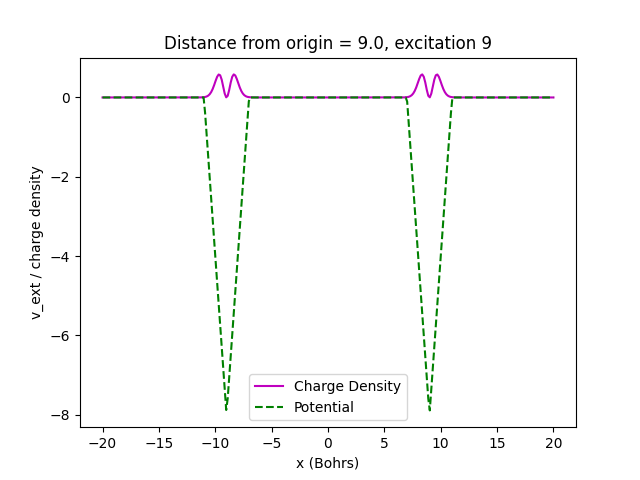 Distance from origin = 9.0, excitation 9
v_ext / charge density
0
−2
−4
−6
−8
Charge Density
Potential
−20
−15
−10
−5
0
5
10
15
20
x (Bohrs)